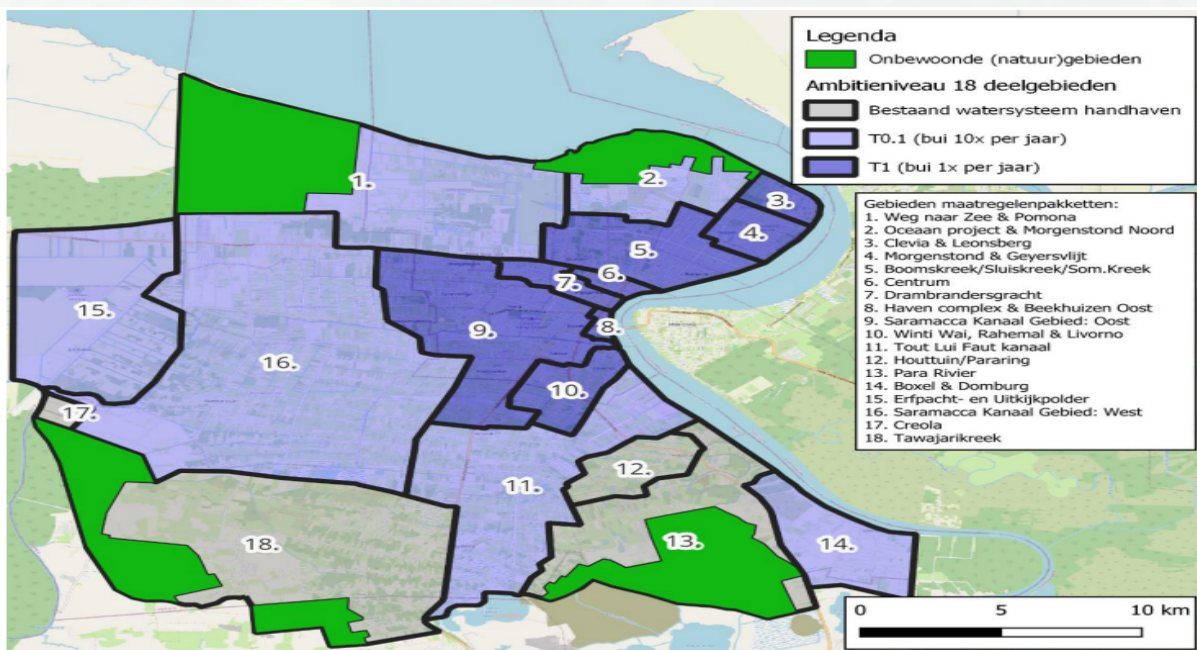 Legenda
Onbewoonde (natuur)gebieden
Ambitieniveau 18 deelgebieden
Bestaand watersysteem handhaven
T0.1 (bui 10x per jaar)
T1 (bui 1x per jaar)
Gebieden maatregelenpakketten:
1. Weg naar Zee & Pomona
2. Oceaan project & Morgenstond Noord
3. Clevia & Leonsberg
4. Morgenstond & Geyersvlijt
5. Boomskreek/Sluiskreek/Som.Kreek
6. Centrum
7. Drambrandersgracht
8. Haven complex & Beekhuizen Oost
9. Saramacca Kanaal Gebied: Oost
10. Winti Wai, Rahemal & Livorno
11. Tout Lui Faut kanaal
12. Houttuin/Pararing
13. Para Rivier
14. Boxel & Domburg
15. Erfpacht- en Uitkijkpolder
16. Saramacca Kanaal Gebied: West
17. Creola
18. Tawajarikreek
1.
2.
3.
4.
5.
6.
7.
8.
9.
10.
11.
12.
13.
14.
15.
16.
17.
18.
0 5 10 km